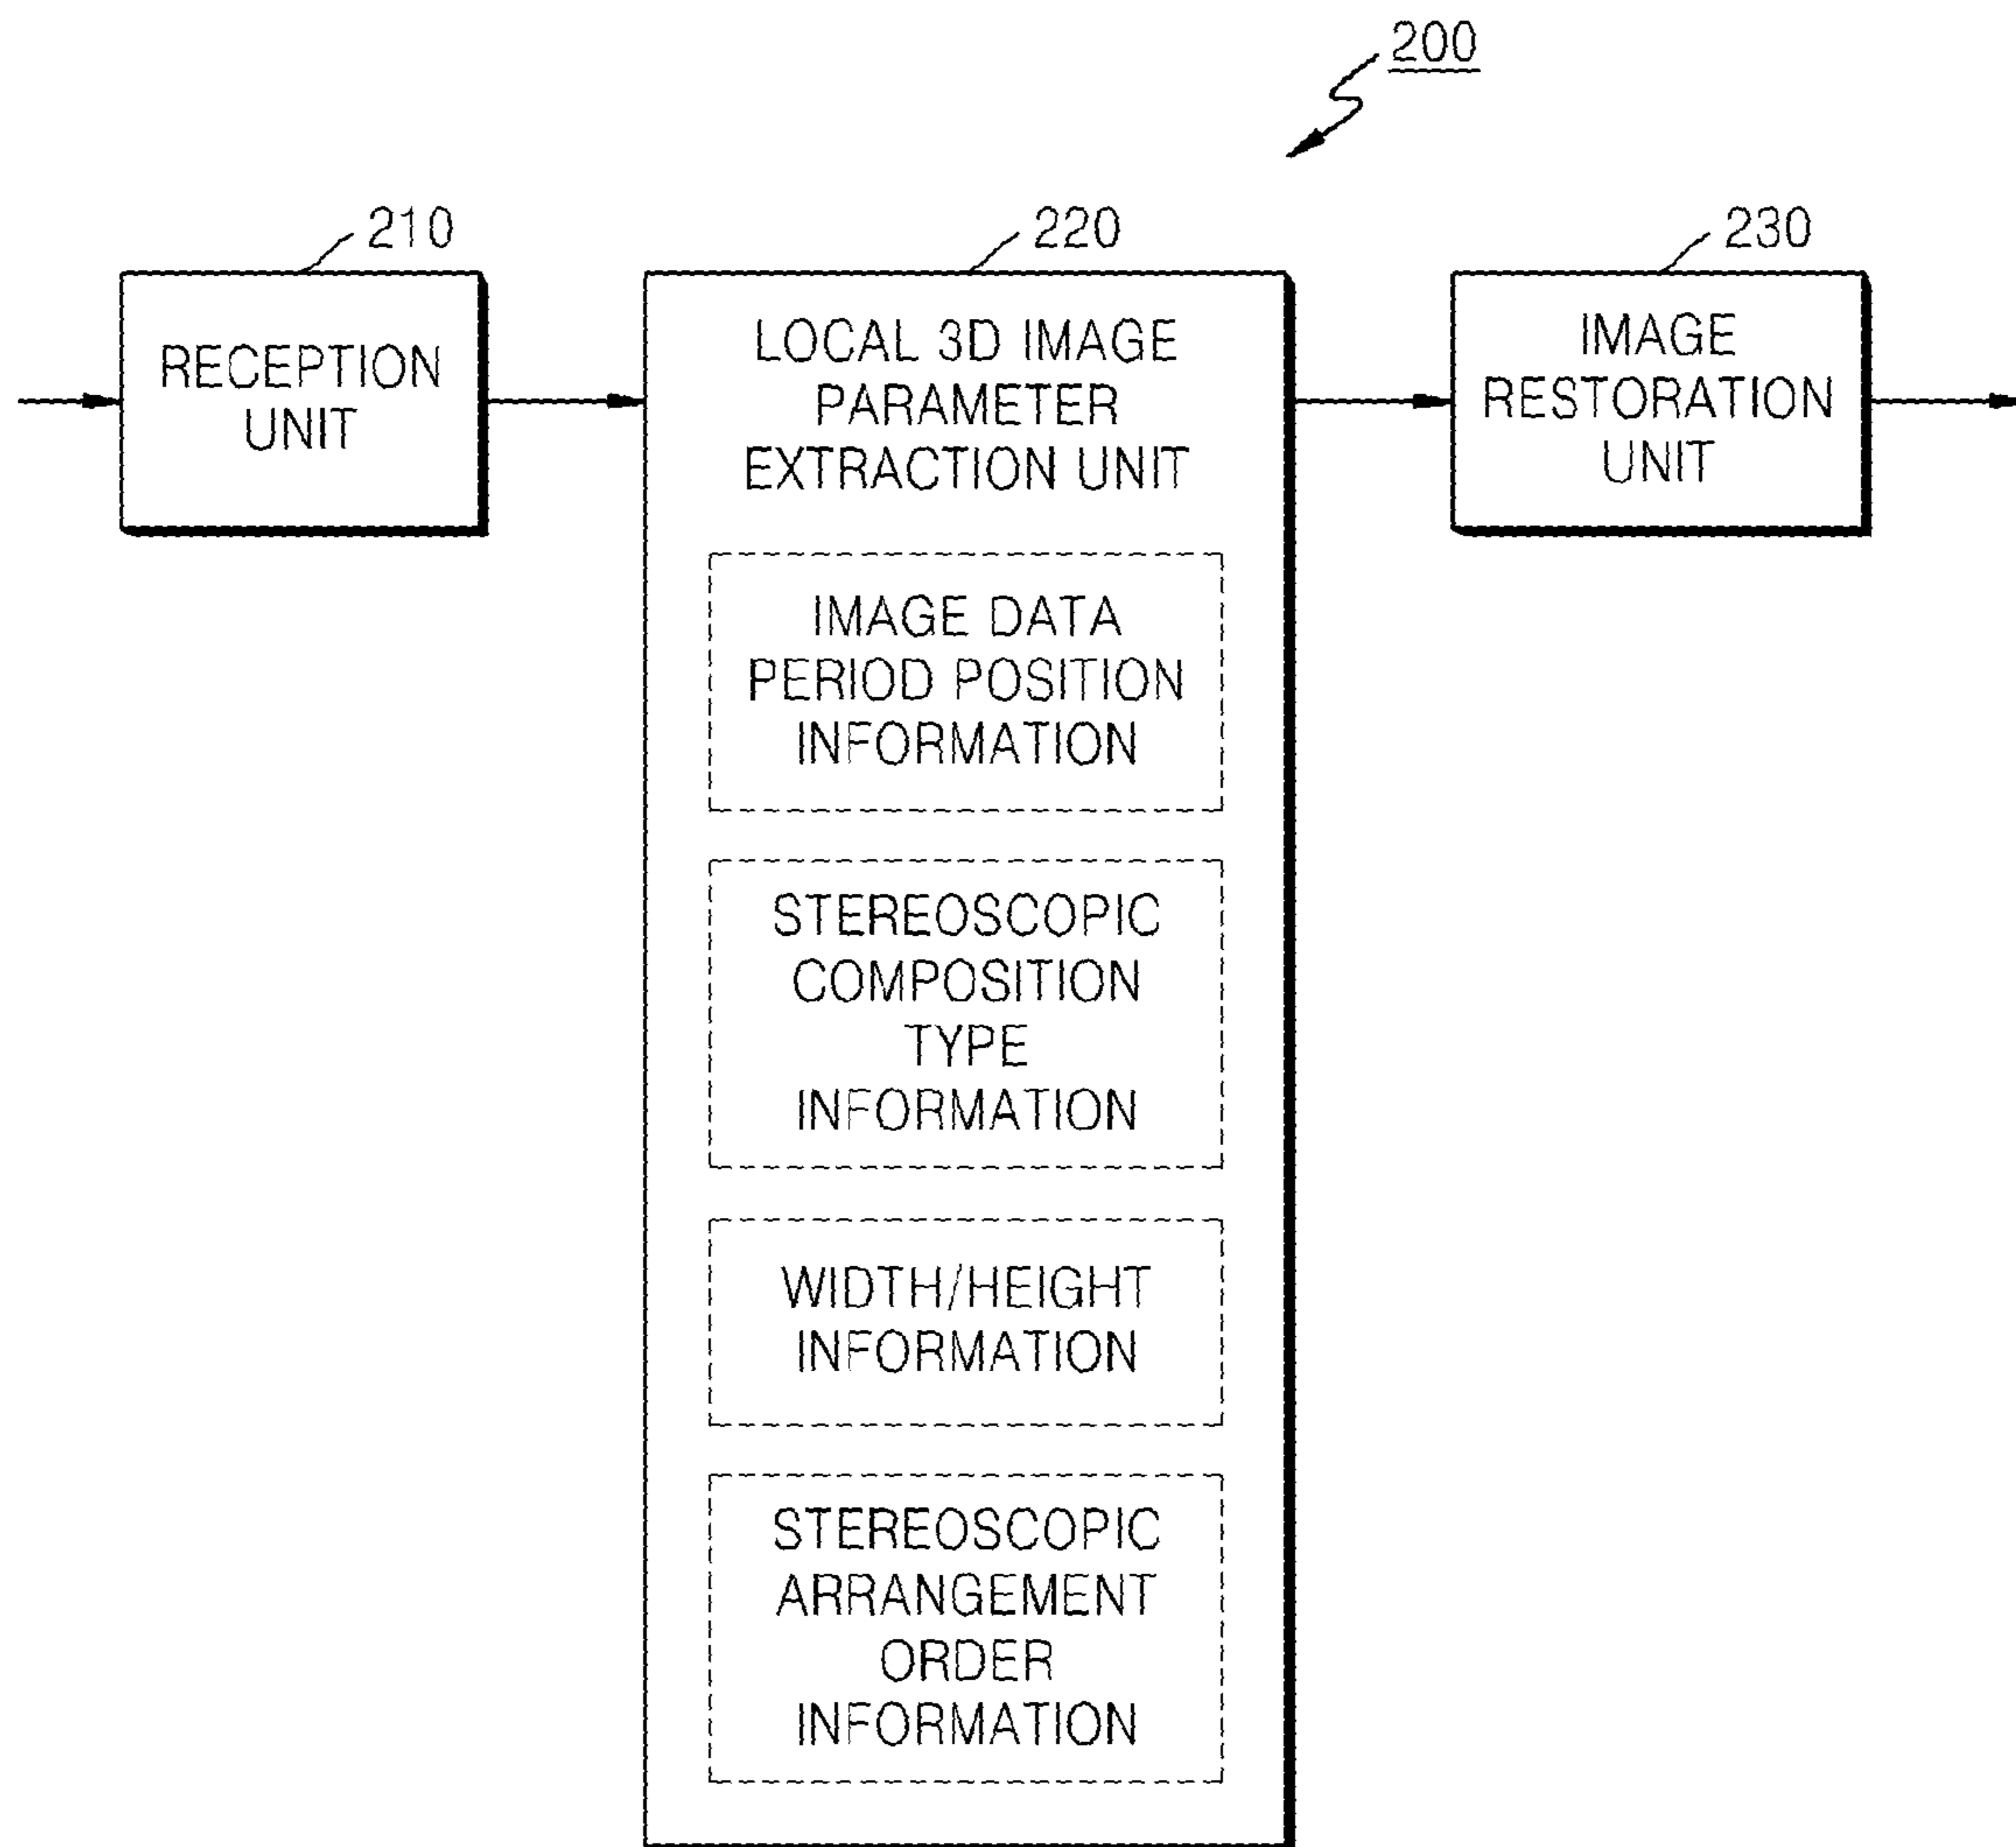 200
210
RECEPTION
UNIT
220
LOCAL 3D IMAGE
PARAMETER
EXTRACTION UNIT
IMAGE DATA
PERIOD POSITION
INFORMATION
STEREOSCOPIC
COMPOSITION
TYPE
INFORMATION
WIDTH/HEIGHT
INFORMATION
STEREOSCOPIC
ARRANGEMENT
ORDER
INFORMATION
230
IMAGE
RESTORATION
UNIT